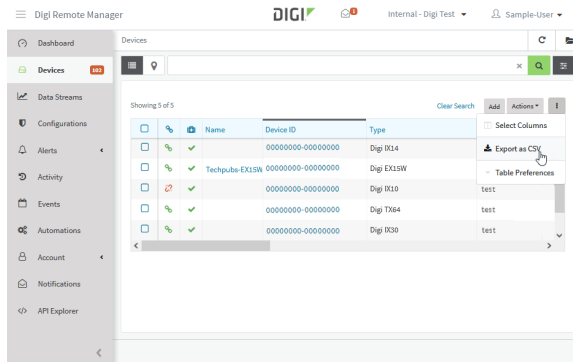 Digi Remote Manager
DIGI
1
Internal - Digi Test
Sample-User
Dashboard
Devices
102
Data Streams
Configurations
Alerts
Activity
Events
Automations
Account
Notifications
API Explorer
Devices
Showing 5 of 5
Clear Search
Add
Actions
Select Columns
Export as CSV
Table Preferences
Name Device ID Type
00000000-00000000 Digi IX14
Techpubs-EX15W 00000000-00000000 Digi EX15W
00000000-00000000 Digi IX10 test
00000000-00000000 Digi TX64 test
00000000-00000000 Digi IX30 test